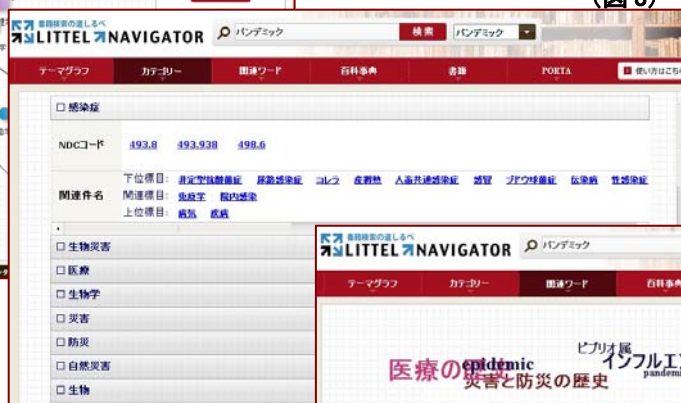 (図 8)
書籍検索の道しるべ
LITTEL NAVIGATOR
パンデミック
検索
パンデミック
テーマグラフ
カテゴリー
関連ワード
百科事典
書籍
PORTA
使い方はこちら
感染症
NDCコード
493.8 493.938 498.6
関連件名
下位標目: 非定型抗酸菌症 尿路感染症 コレラ 産褥熱 人畜共通感染症 感冒 ブドウ球菌症 伝染病 性感染症
関連標目: 免疫学 院内感染
上位標目: 病気 疾病
生物災害
医療
生物学
災害
防災
自然災害
生物
書籍検索の道しるべ
LITTEL NAVIGATOR
パンデミック
テーマグラフ
カテゴリー
関連ワード
百科事典
ビブリオ属
epidemic
インフルエ
pandemi
医療の
災害と防災の歴史